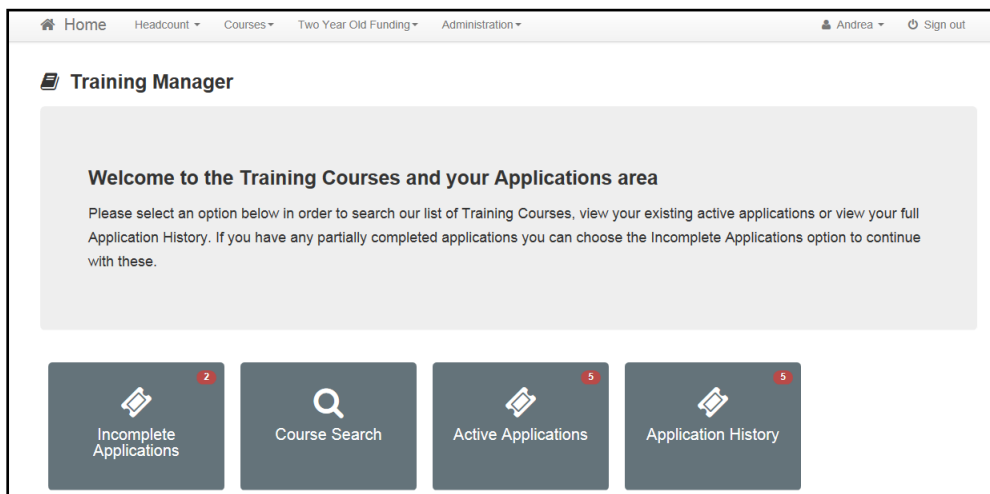 Home Headcount Courses Two Year Old Funding Administration Andrea Sign out
Training Manager
Welcome to the Training Courses and your Applications area
Please select an option below in order to search our list of Training Courses, view your existing active applications or view your full
Application History. If you have any partially completed applications you can choose the Incomplete Applications option to continue
with these.
2
Incomplete
Applications
Course Search
5
Active Applications
5
Application History